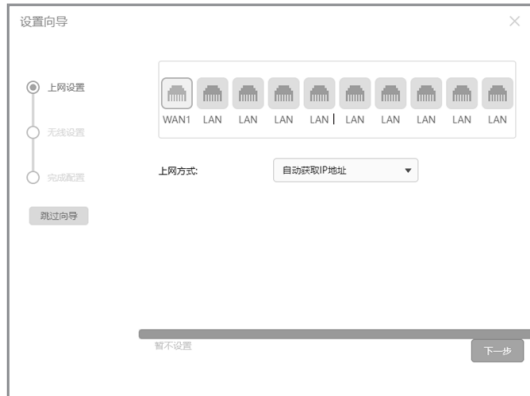 设置向导
上网设置
无线设置
完成配置
跳过向导
WAN1 LAN LAN LAN LAN LAN LAN LAN LAN LAN
上网方式: 自动获取IP地址
暂不设置
下一步